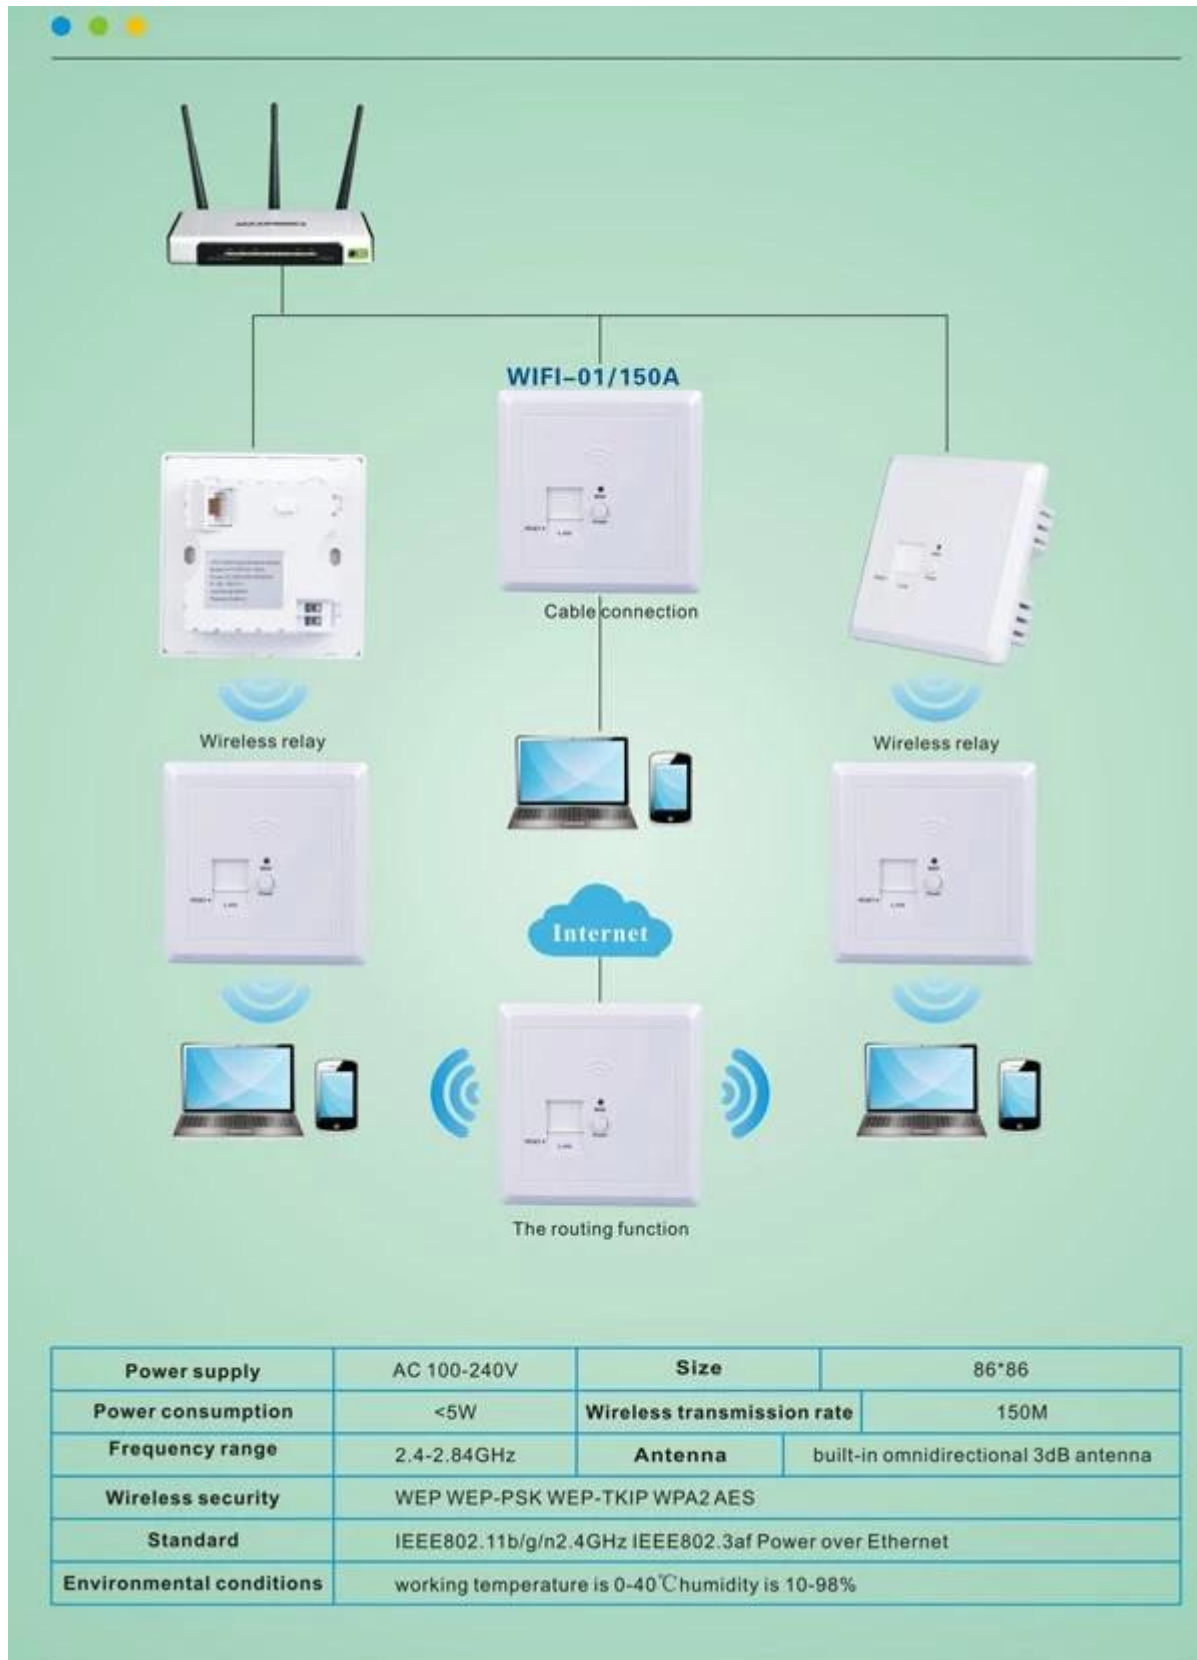 WIFI-01/150A
Cable connection
Wireless relay
Wireless relay
Internet
The routing function
Power supply AC 100-240V Size 86*86
Power consumption <5W Wireless transmission rate 150M
Frequency range 2.4-2.84GHz Antenna built-in omnidirectional 3dB antenna
Wireless security WEP WEP-PSK WEP-TKIP WPA2 AES
Standard IEEE802.11b/g/n2.4GHz IEEE802.3af Power over Ethernet
Environmental conditions working temperature is 0-40℃ humidity is 10-98%